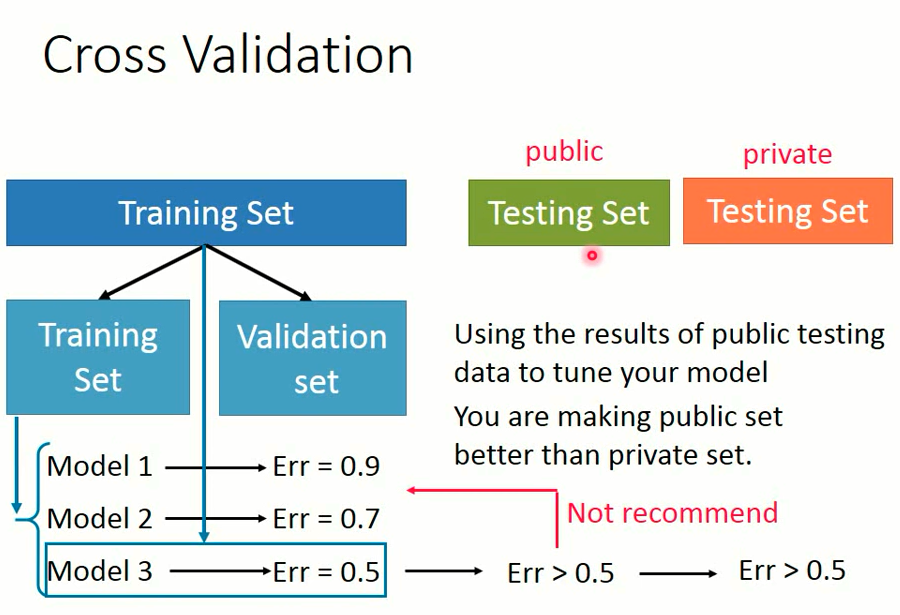 Cross Validation
public
private
Training Set
Testing Set
Testing Set
Training
Set
Validation
set
Using the results of public testing
data to tune your model
You are making public set
better than private set.
Model 1
Err = 0.9
Model 2
Err = 0.7
Not recommend
Model 3
Err = 0.5
Err > 0.5
Err > 0.5